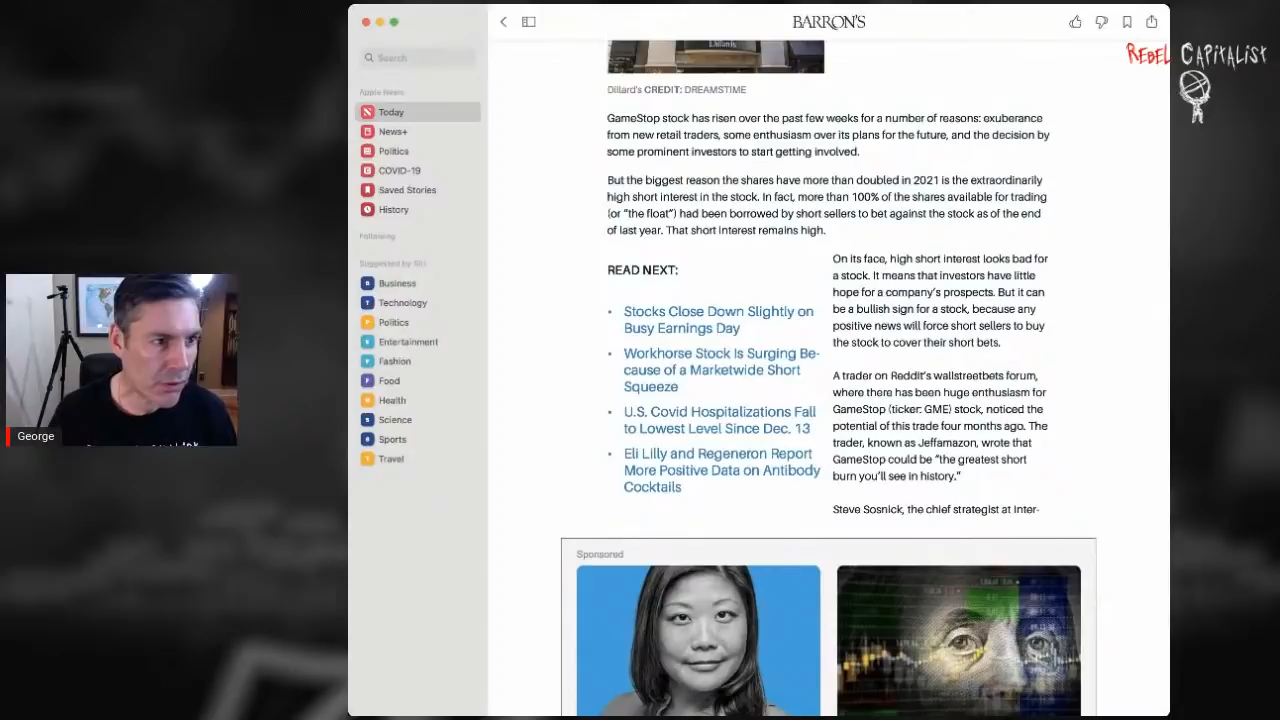 BARRON'S
REBEL CAPITALIST
Search
Apple News
Today
News+
Politics
COVID-19
Saved Stories
History
Following
Suggested by Siri
Business
Technology
Politics
Entertainment
Fashion
Food
Health
Science
Sports
Travel
George
Dillard's
Dillard's CREDIT: DREAMSTIME
GameStop stock has risen over the past few weeks for a number of reasons: exuberance
from new retail traders, some enthusiasm over its plans for the future, and the decision by
some prominent investors to start getting involved.
But the biggest reason the shares have more than doubled in 2021 is the extraordinarily
high short interest in the stock. In fact, more than 100% of the shares available for trading
(or “the float”) had been borrowed by short sellers to bet against the stock as of the end
of last year. That short interest remains high.
READ NEXT:
• Stocks Close Down Slightly on
Busy Earnings Day
• Workhorse Stock Is Surging Be-
cause of a Marketwide Short
Squeeze
• U.S. Covid Hospitalizations Fall
to Lowest Level Since Dec. 13
• Eli Lilly and Regeneron Report
More Positive Data on Antibody
Cocktails
On its face, high short interest looks bad for
a stock. It means that investors have little
hope for a company's prospects. But it can
be a bullish sign for a stock, because any
positive news will force short sellers to buy
the stock to cover their short bets.
A trader on Reddit's wallstreetbets forum,
where there has been huge enthusiasm for
GameStop (ticker: GME) stock, noticed the
potential of this trade four months ago. The
trader, known as Jeffamazon, wrote that
GameStop could be “the greatest short
burn you'll see in history.”
Steve Sosnick, the chief strategist at Inter-
Sponsored